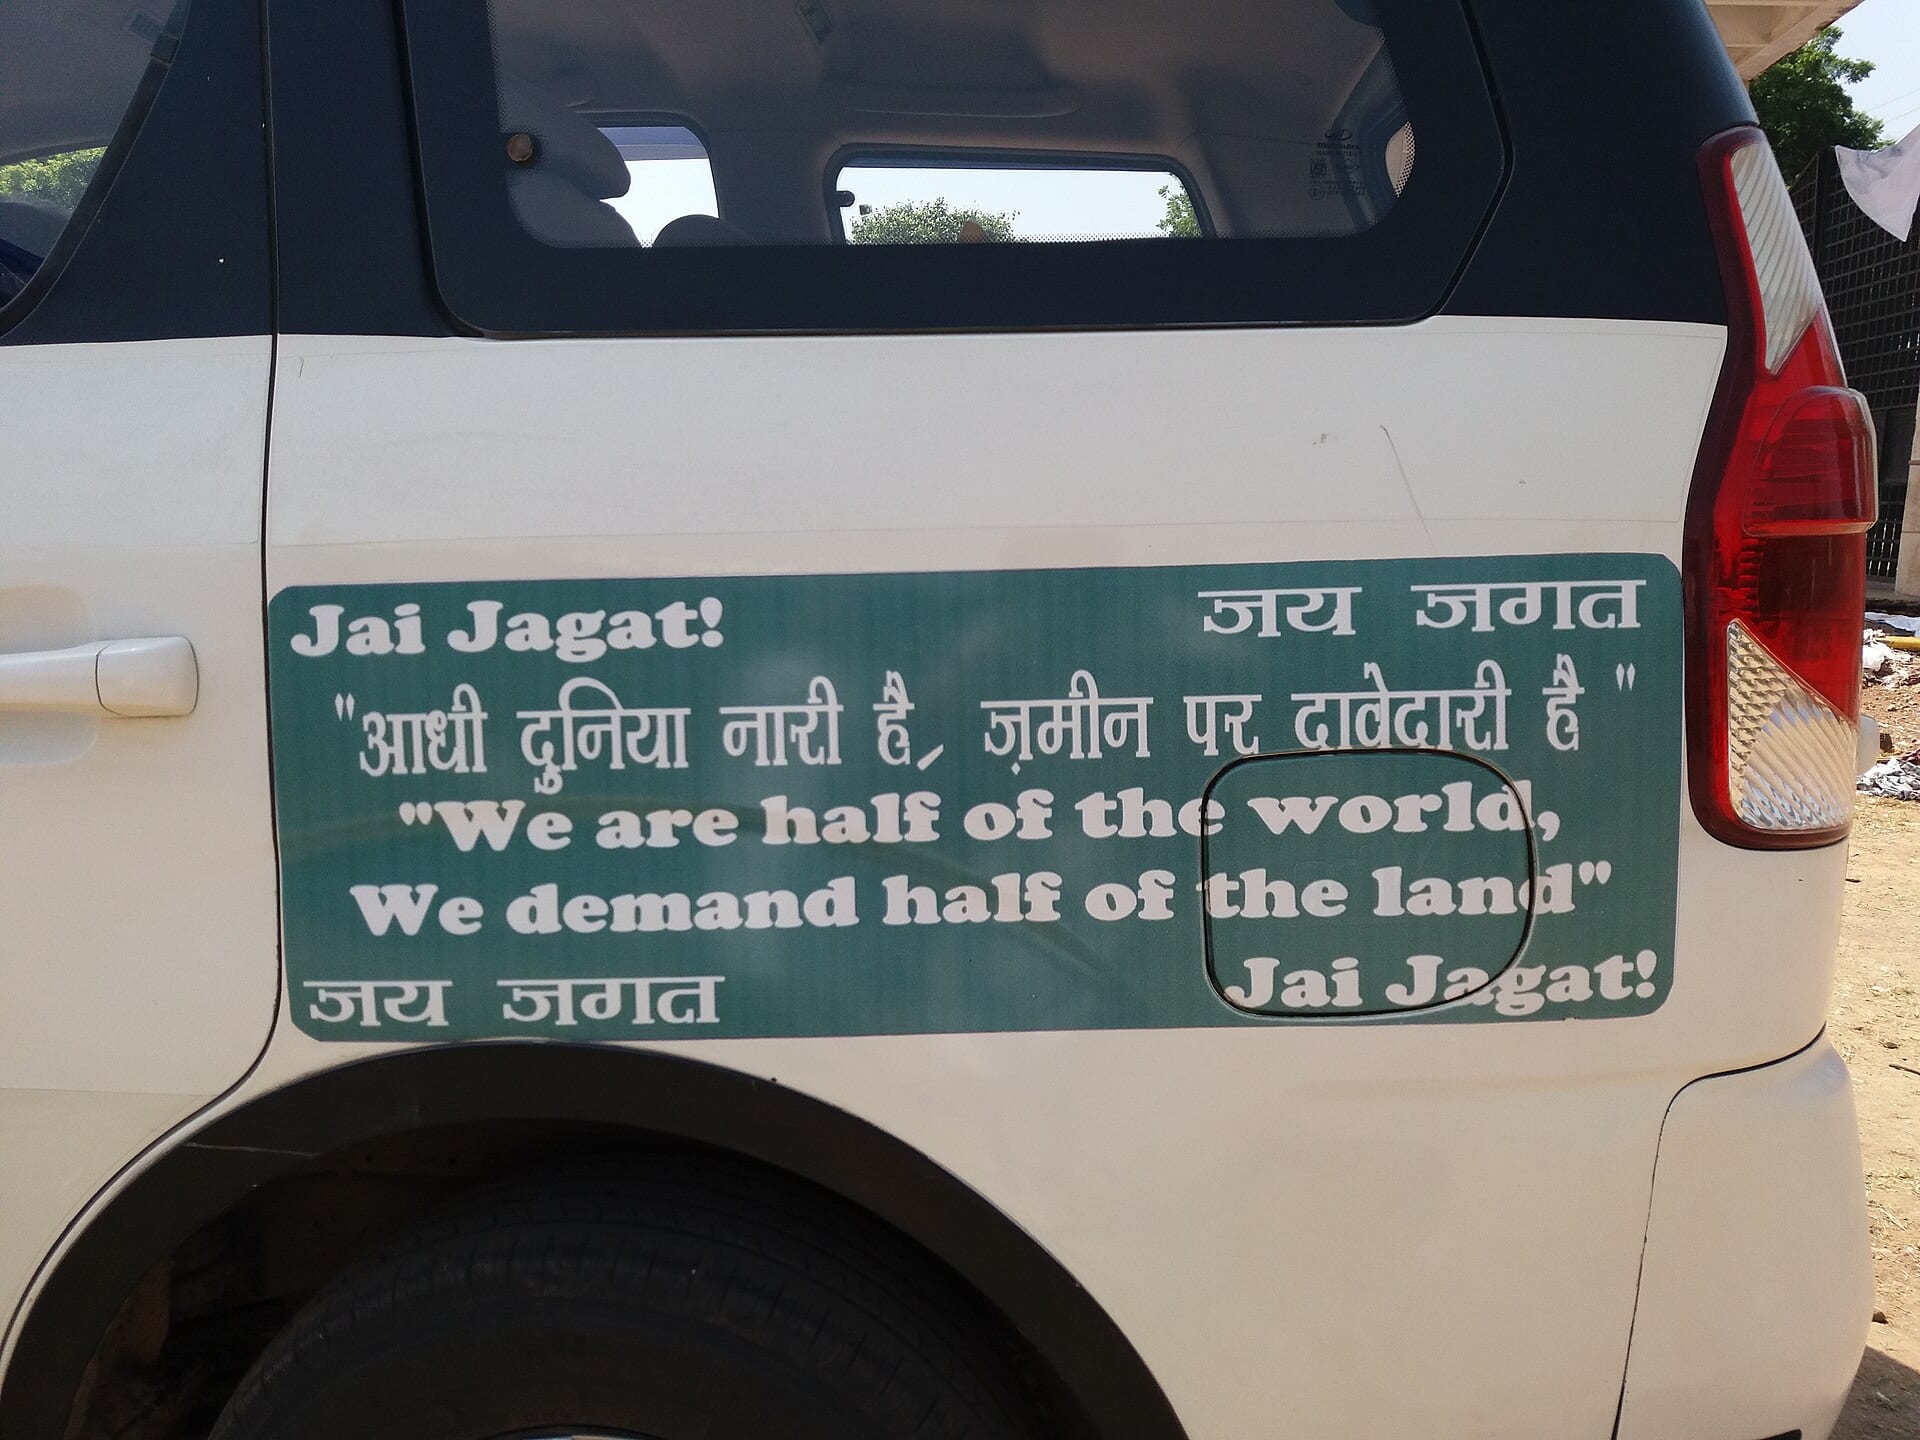 Jai Jagat! जय जगत
"आधी दुनिया नारी है, ज़मीन पर दावेदारी है "
"We are half of the world,
We demand half of the land"
जय जगत Jai Jagat!